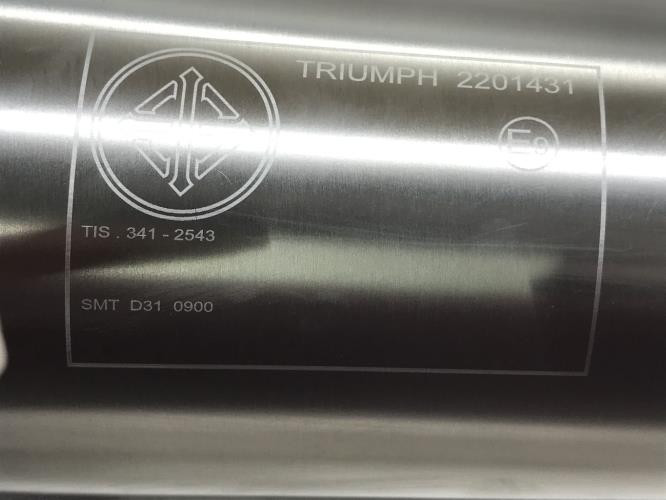 TRIUMPH 2201431
E9
TIS . 341 - 2543
SMT D31 0900